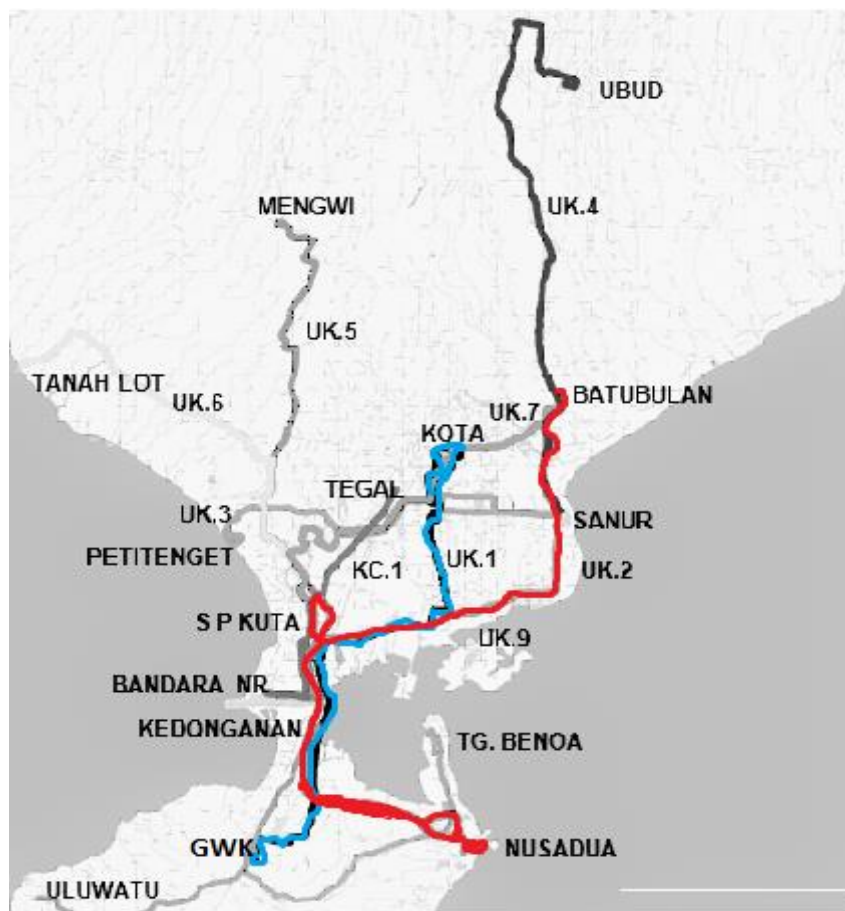 UBUD
UK.4
MENGWI
UK.5
TANAH LOT
UK.6
BATUBULAN
UK.7
KOTA
TEGAL
UK.3
SANUR
PETITENGET
KC.1
UK.1
UK.2
S P KUTA
UK.9
BANDARA NR
KEDONGANAN
TG. BENOA
GWK
NUSADUA
ULUWATU